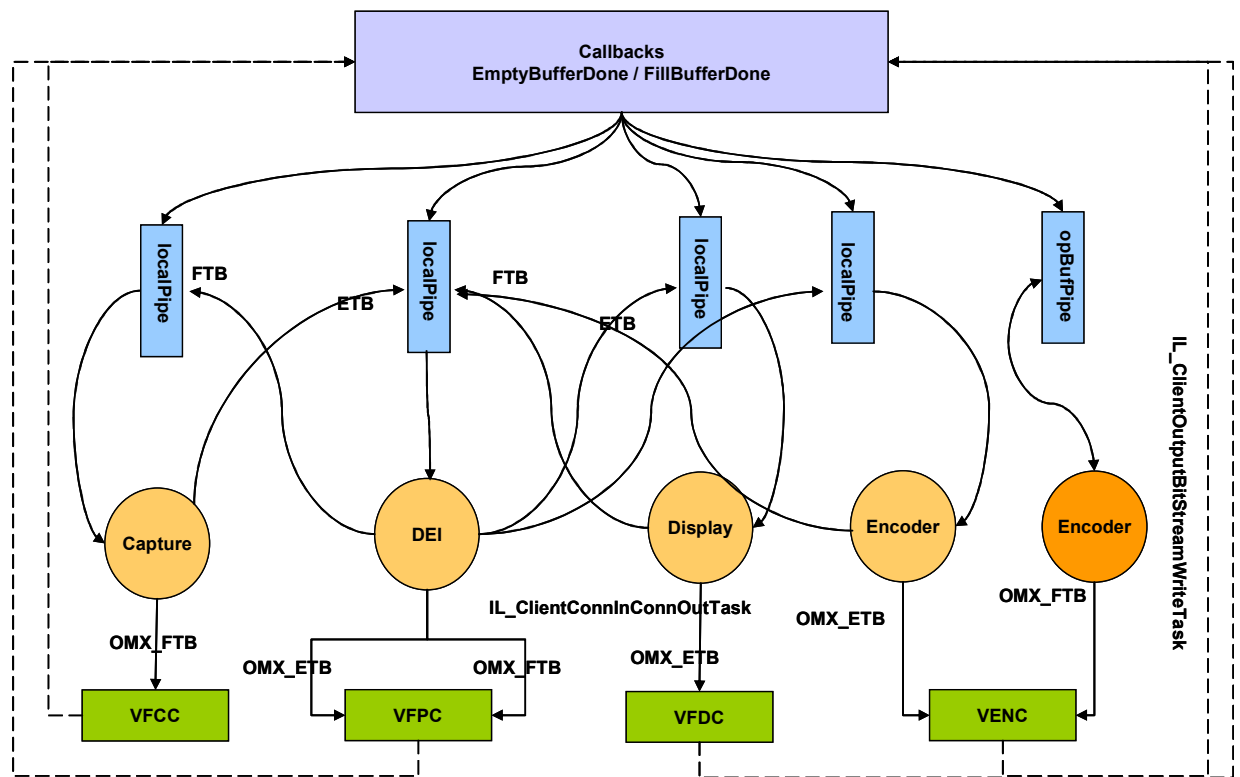 Callbacks
EmptyBufferDone / FillBufferDone
localPipe
localPipe
localPipe
localPipe
opBufPipe
FTB
ETB
FTB
ETB
IL_ClientOutputBitStreamWriteTask
Capture
DEI
Display
Encoder
Encoder
IL_ClientConnInConnOutTask
OMX_FTB
OMX_ETB
OMX_FTB
OMX_ETB
OMX_ETB
OMX_FTB
VFCC
VFPC
VFDC
VENC